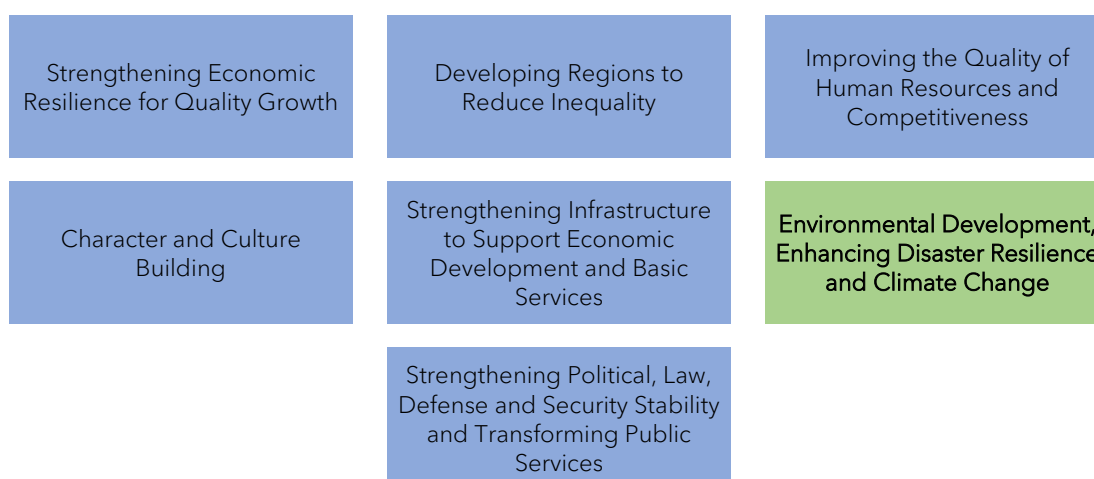 Strengthening Economic
Resilience for Quality Growth
Developing Regions to
Reduce Inequality
Improving the Quality of
Human Resources and
Competitiveness
Character and Culture
Building
Strengthening Infrastructure
to Support Economic
Development and Basic
Services
Environmental Development,
Enhancing Disaster Resilience
and Climate Change
Strengthening Political, Law,
Defense and Security Stability
and Transforming Public
Services